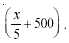 (x/5 + 500).